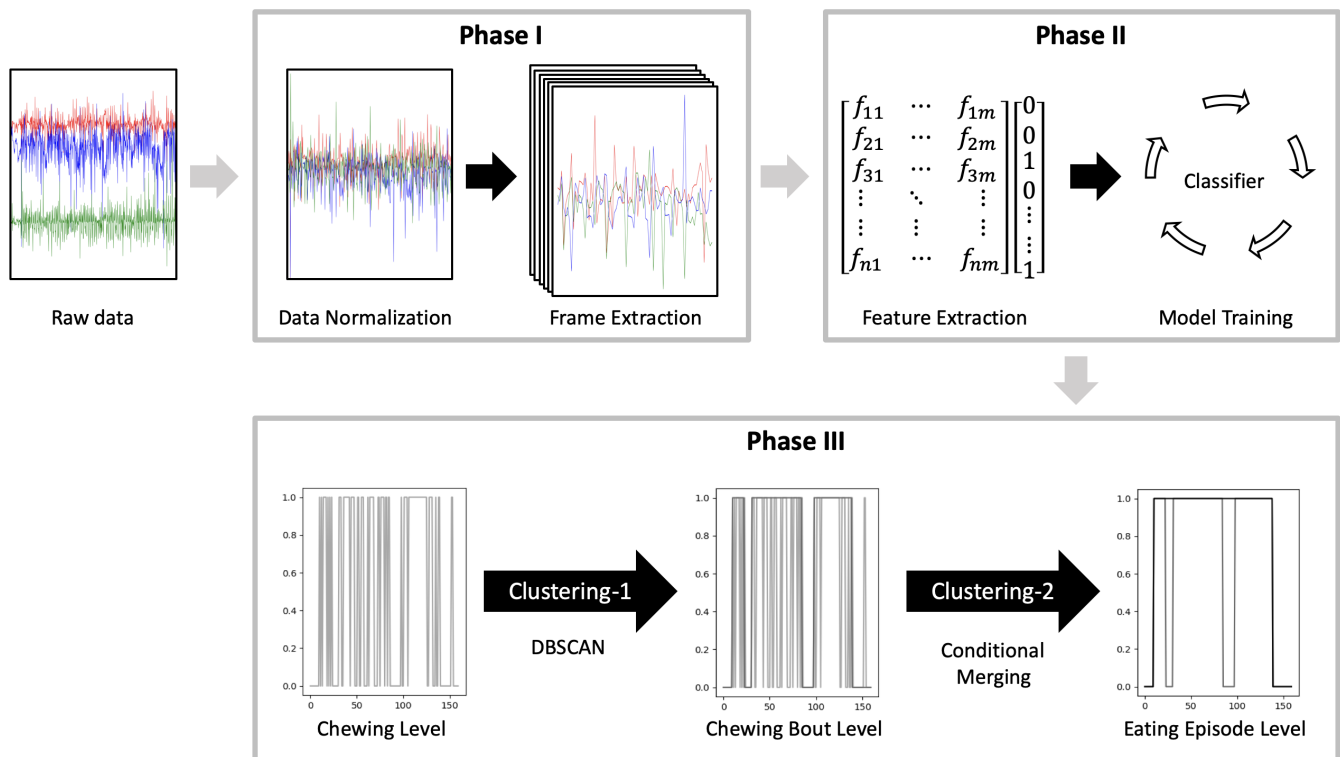 Phase I
Phase II
Raw data
Data Normalization
Frame Extraction
f11 ⋯ f1m 0
f21 ⋯ f2m 0
f31 ⋯ f3m 1
⋮ ⋱ ⋮ 0
⋮ ⋮ ⋮ ⋮
⋮
fn1 ⋯ fnm 1
Classifier
Feature Extraction
Model Training
Phase III
1.0
0.8
0.6
0.4
0.2
0.0
0 50 100 150
Chewing Level
Clustering-1
DBSCAN
1.0
0.8
0.6
0.4
0.2
0.0
0 50 100 150
Chewing Bout Level
Clustering-2
Conditional
Merging
1.0
0.8
0.6
0.4
0.2
0.0
0 50 100 150
Eating Episode Level